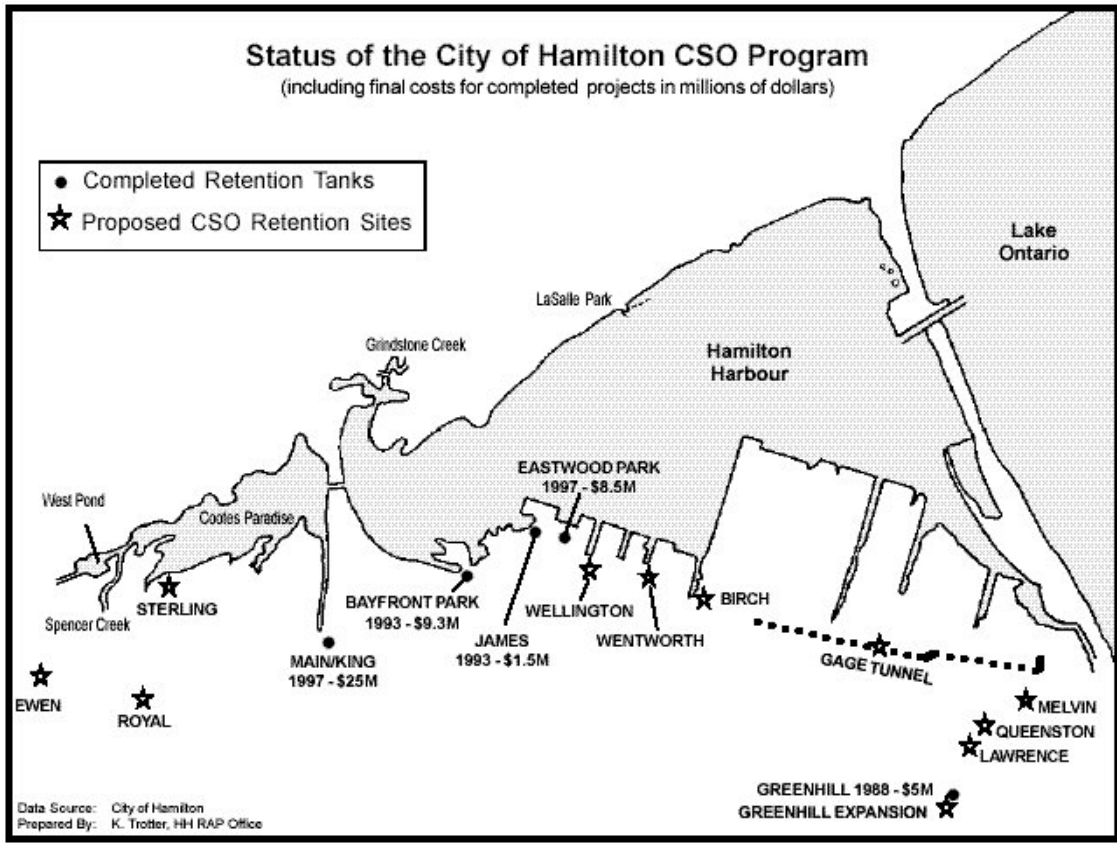 Status of the City of Hamilton CSO Program
(including final costs for completed projects in millions of dollars)
Completed Retention Tanks
Proposed CSO Retention Sites
Lake
Ontario
LaSalle Park
Grindstone Creek
Hamilton
Harbour
EASTWOOD PARK
1997 - $8.5M
West Pond
Cootes Paradise
STERLING
Spencer Creek
BAYFRONT PARK
1993 - $9.3M
WELLINGTON
BIRCH
JAMES
1993 - $1.5M
WENTWORTH
MAIN/KING
1997 - $25M
GAGE TUNNEL
EWEN
ROYAL
MELVIN
QUEENSTON
LAWRENCE
GREENHILL 1988 - $5M
GREENHILL EXPANSION
Data Source: City of Hamilton
Prepared By: K. Trotter, HH RAP Office